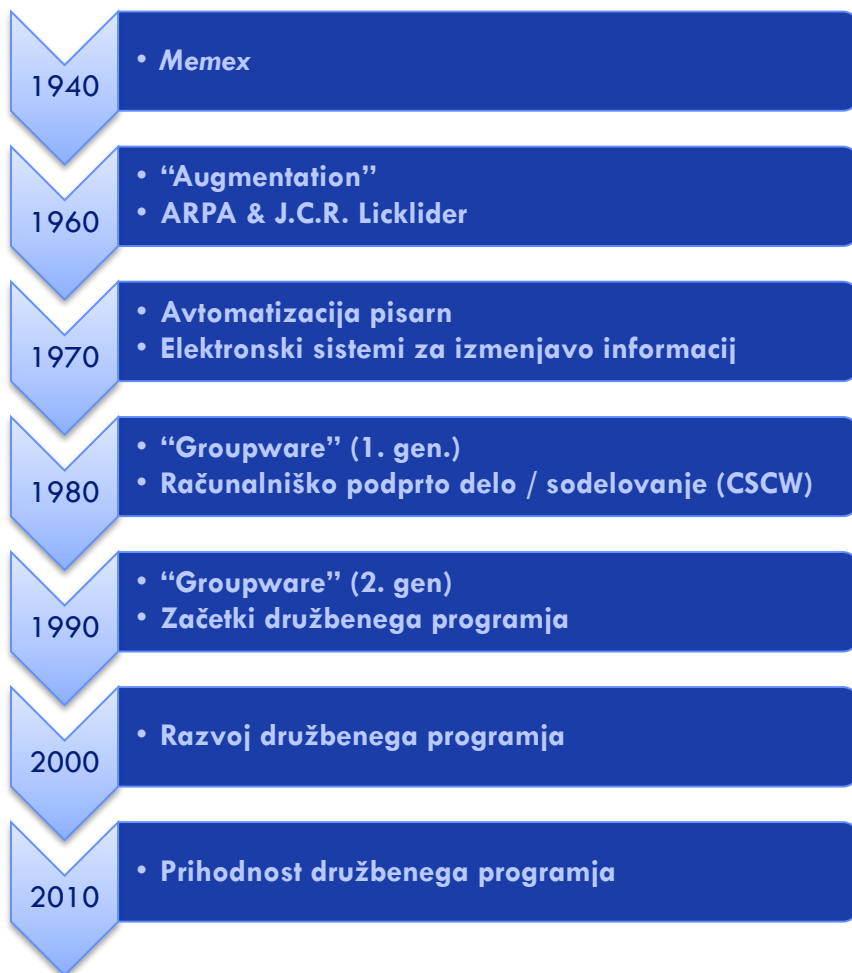 1940
• Memex
1960
• “Augmentation”
• ARPA & J.C.R. Licklider
1970
• Avtomatizacija pisarn
• Elektronski sistemi za izmenjavo informacij
1980
• “Groupware” (1. gen.)
• Računalniško podprto delo / sodelovanje (CSCW)
1990
• “Groupware” (2. gen)
• Začetki družbenega programja
2000
• Razvoj družbenega programja
2010
• Prihodnost družbenega programja